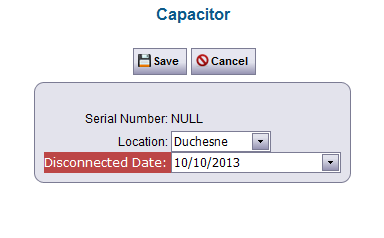 Capacitor
Save Cancel
Serial Number: NULL
Location: Duchesne
Disconnected Date: 10/10/2013